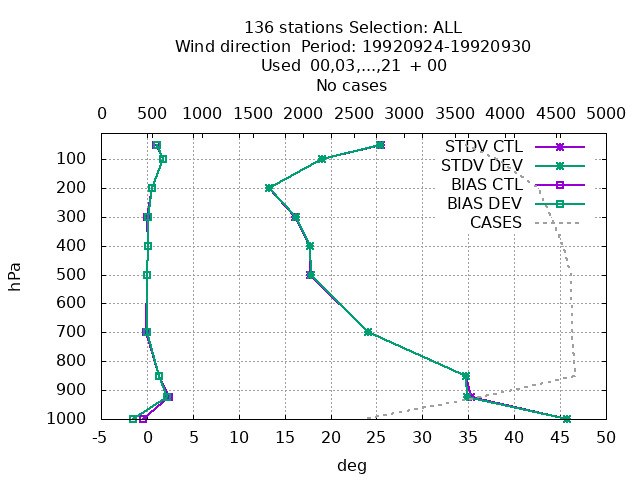 136 stations Selection: ALL
Wind direction  Period: 19920924-19920930
Used  00,03,...,21  + 00
No cases
0 500 1000 1500 2000 2500 3000 3500 4000 4500 5000
STDV CTL
STDV DEV
BIAS CTL
BIAS DEV
CASES
100
200
300
400
500
600
700
800
900
1000
hPa
-5 0 5 10 15 20 25 30 35 40 45 50
deg